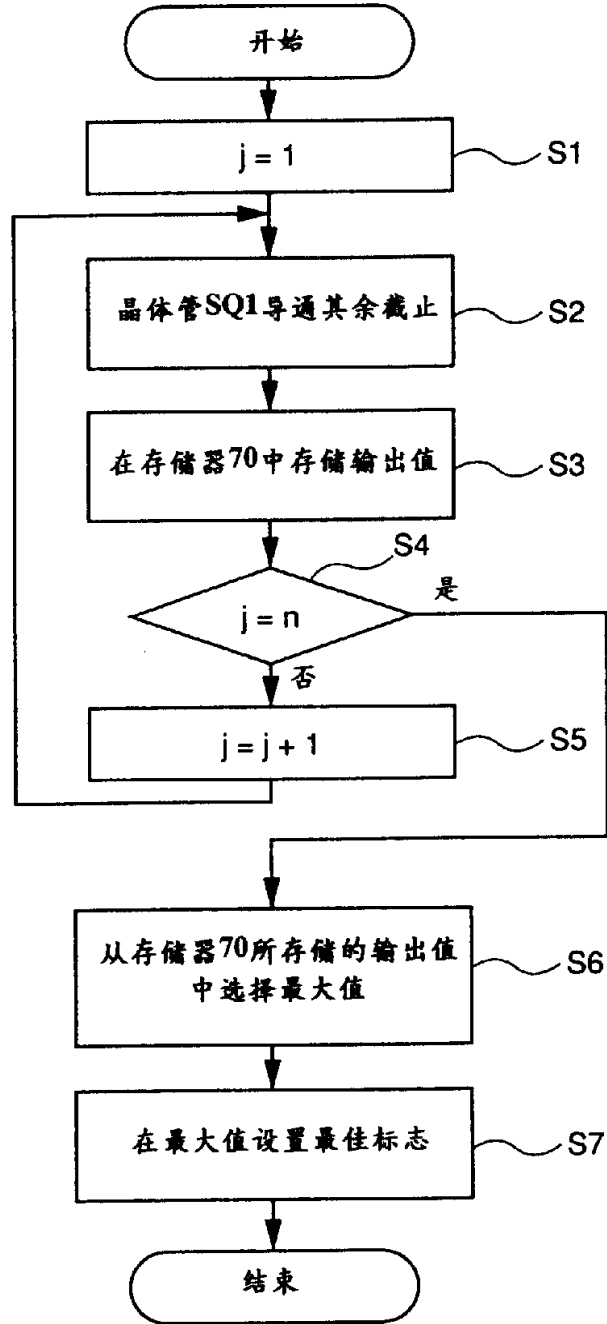 开始
j = 1
S1
晶体管SQ1导通其余截止
S2
在存储器70中存储输出值
S3
S4
j = n
是
否
j = j + 1
S5
从存储器70所存储的输出值
中选择最大值
S6
在最大值设置最佳标志
S7
结束